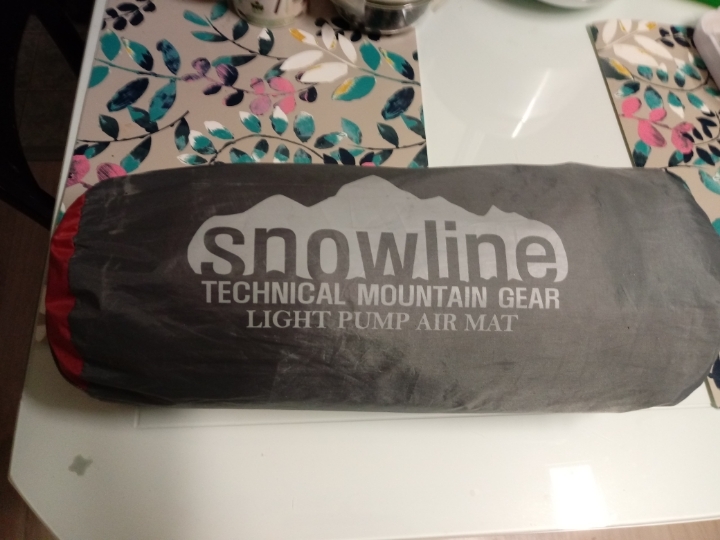 snowline
TECHNICAL MOUNTAIN GEAR
LIGHT PUMP AIR MAT